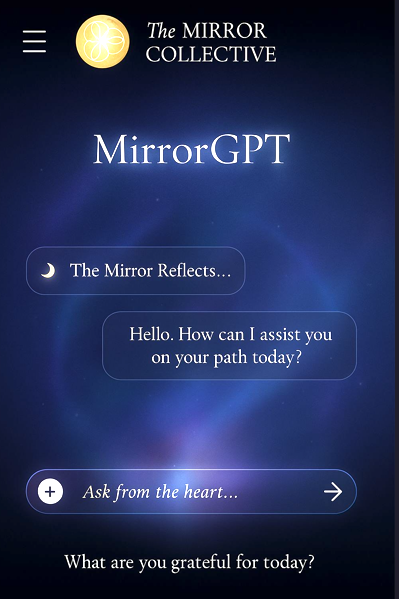 The MIRROR
COLLECTIVE
MirrorGPT
The Mirror Reflects...
Hello. How can I assist you
on your path today?
Ask from the heart...
What are you grateful for today?